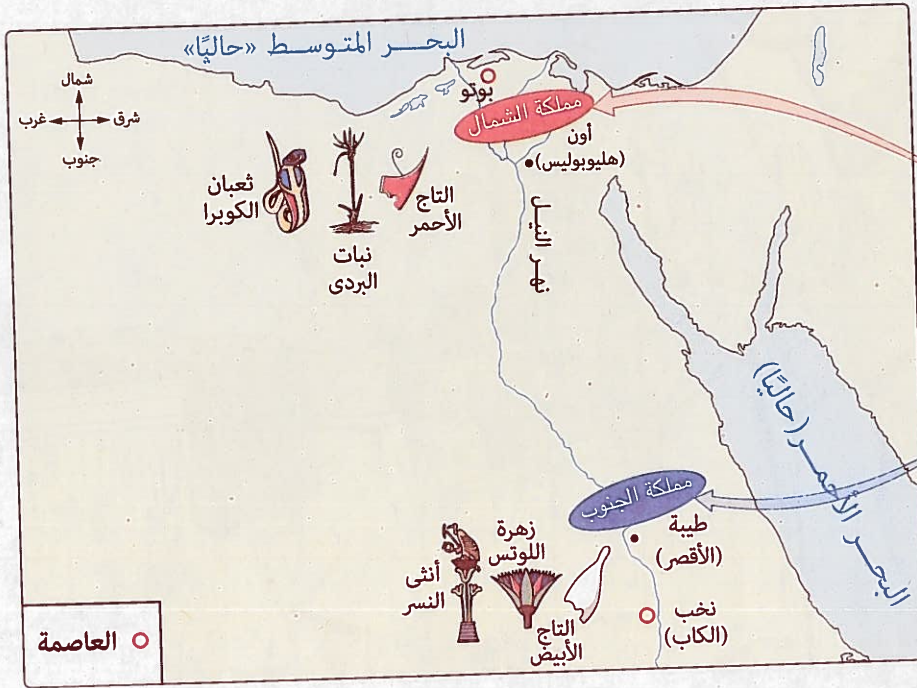 البحر المتوسط «حاليًا»
شمال
شرق
غرب
جنوب
بوتو
مملكة الشمال
أون
(هليوبوليس)
نهر النيل
التاج
الأحمر
نبات
البردى
ثعبان
الكوبرا
البحر الأحمر (حاليًا)
مملكة الجنوب
طيبة
(الأقصر)
زهرة
اللوتس
أنثى
النسر
التاج
الأبيض
نخب
(الكاب)
العاصمة